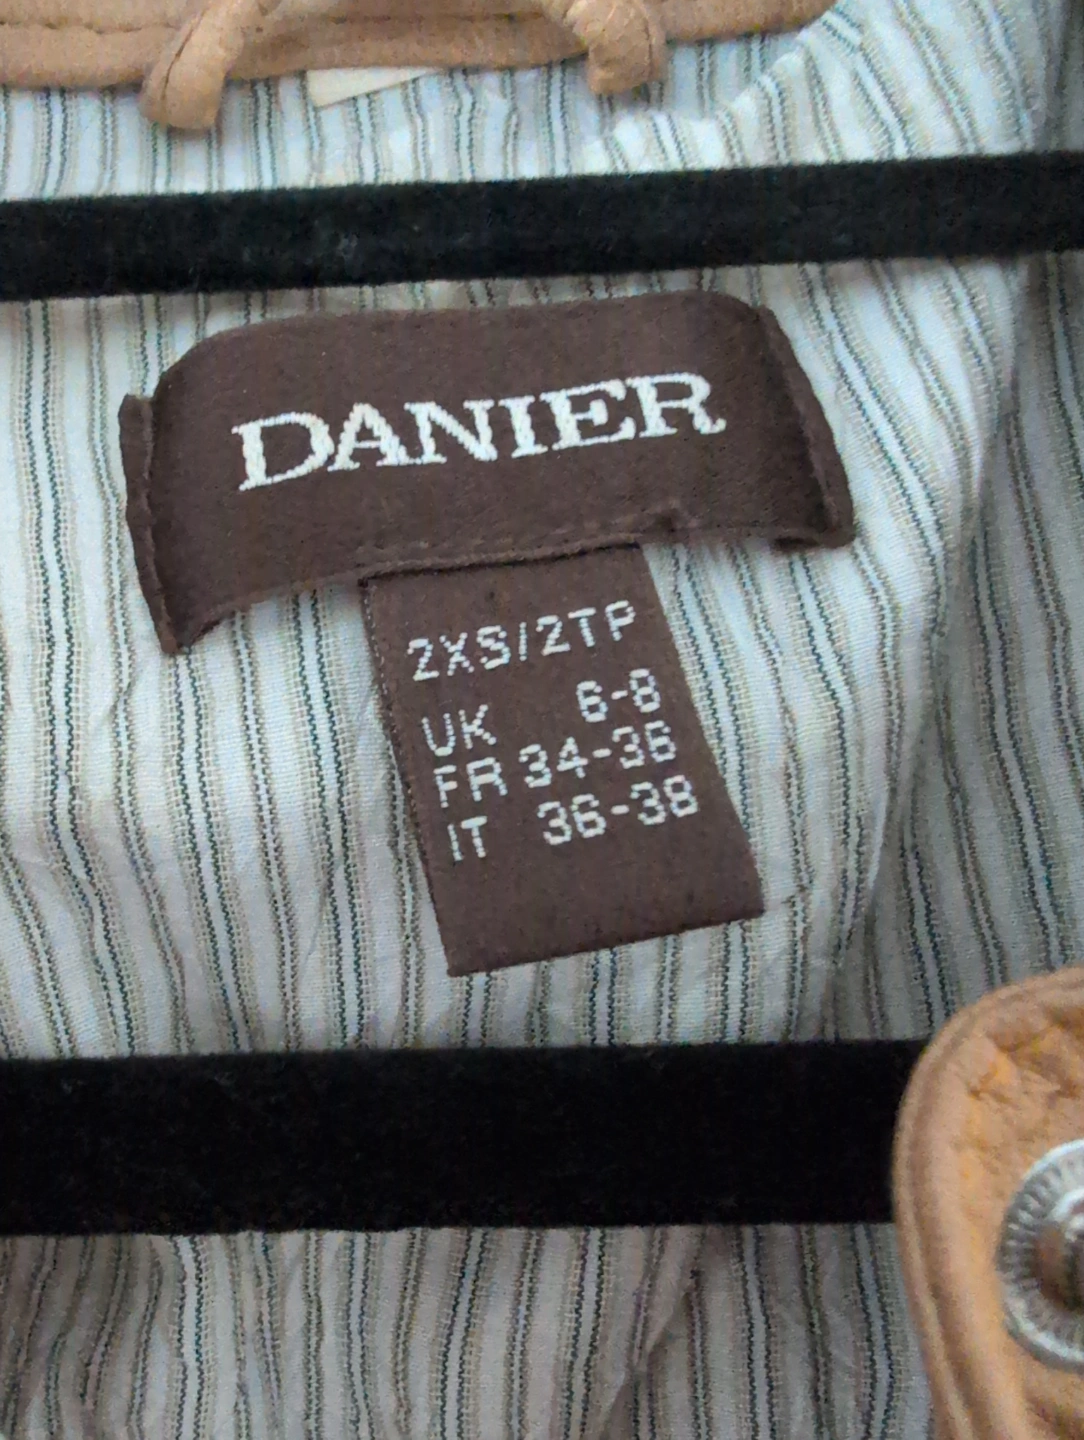 DANIER
2XS/2TP
UK 6-8
FR 34-36
IT 36-38